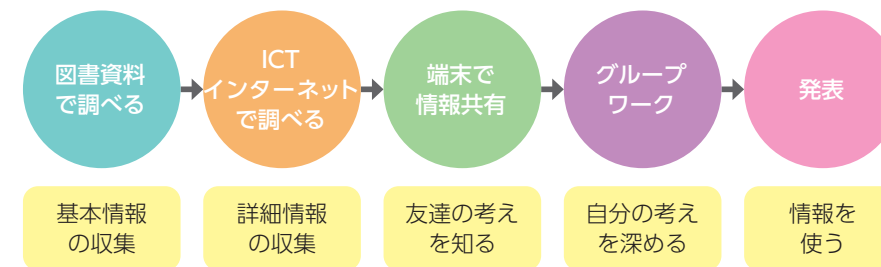 図書資料
で調べる
ICT
インターネット
で調べる
端末で
情報共有
グループ
ワーク
発表
基本情報
の収集
詳細情報
の収集
友達の考え
を知る
自分の考え
を深める
情報を
使う